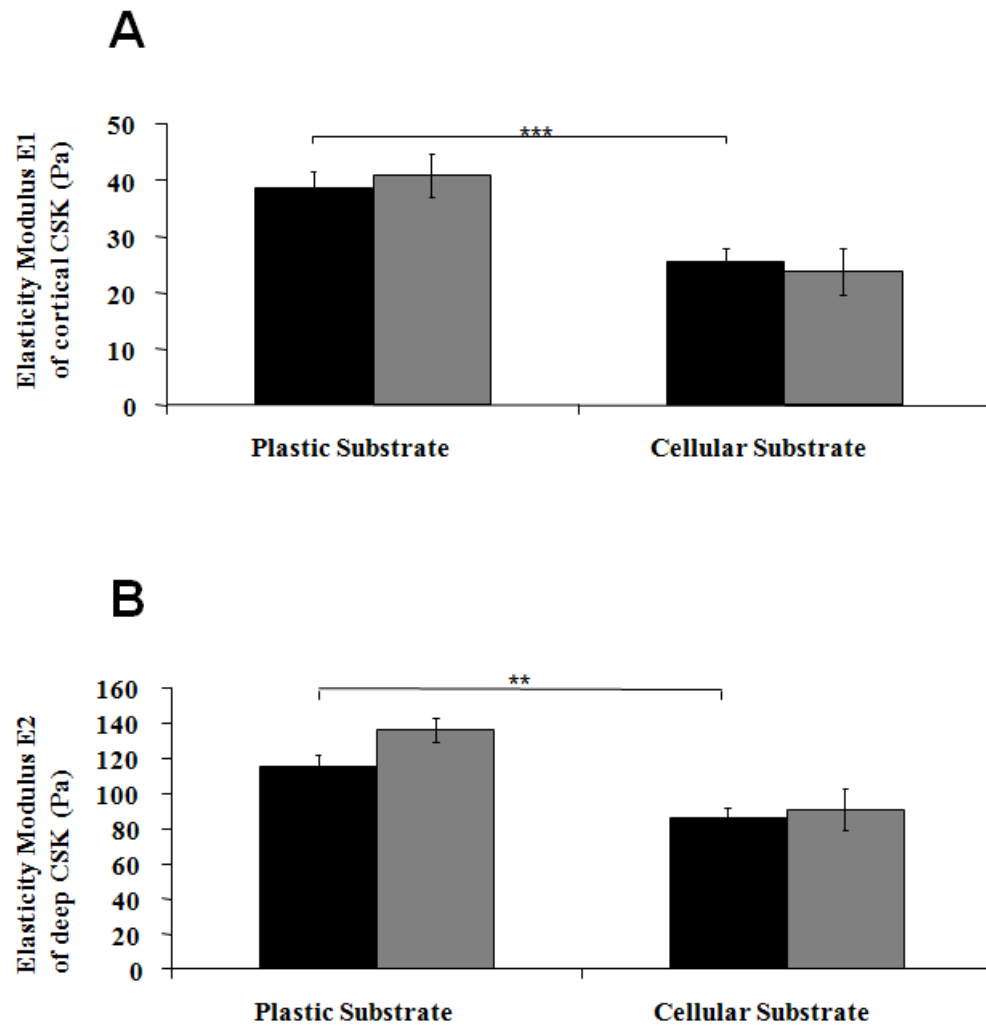 A
Elasticity Modulus E1
of cortical CSK (Pa)
50
40
30
20
10
0
***
Plastic Substrate
Cellular Substrate
B
Elasticity Modulus E2
of deep CSK (Pa)
160
140
120
100
80
60
40
20
0
**
Plastic Substrate
Cellular Substrate